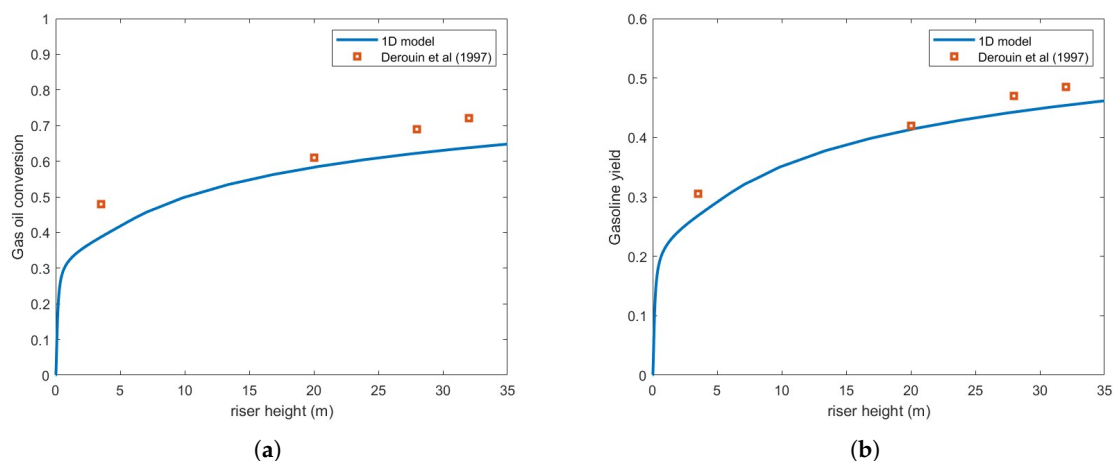 1
0.9
0.8
0.7
0.6
0.5
0.4
0.3
0.2
0.1
0
Gas oil conversion
1D model
Derouin et al (1997)
0 5 10 15 20 25 30 35
riser height (m)
(a)
0.6
0.5
0.4
0.3
0.2
0.1
0
Gasoline yield
1D model
Derouin et al (1997)
0 5 10 15 20 25 30 35
riser height (m)
(b)